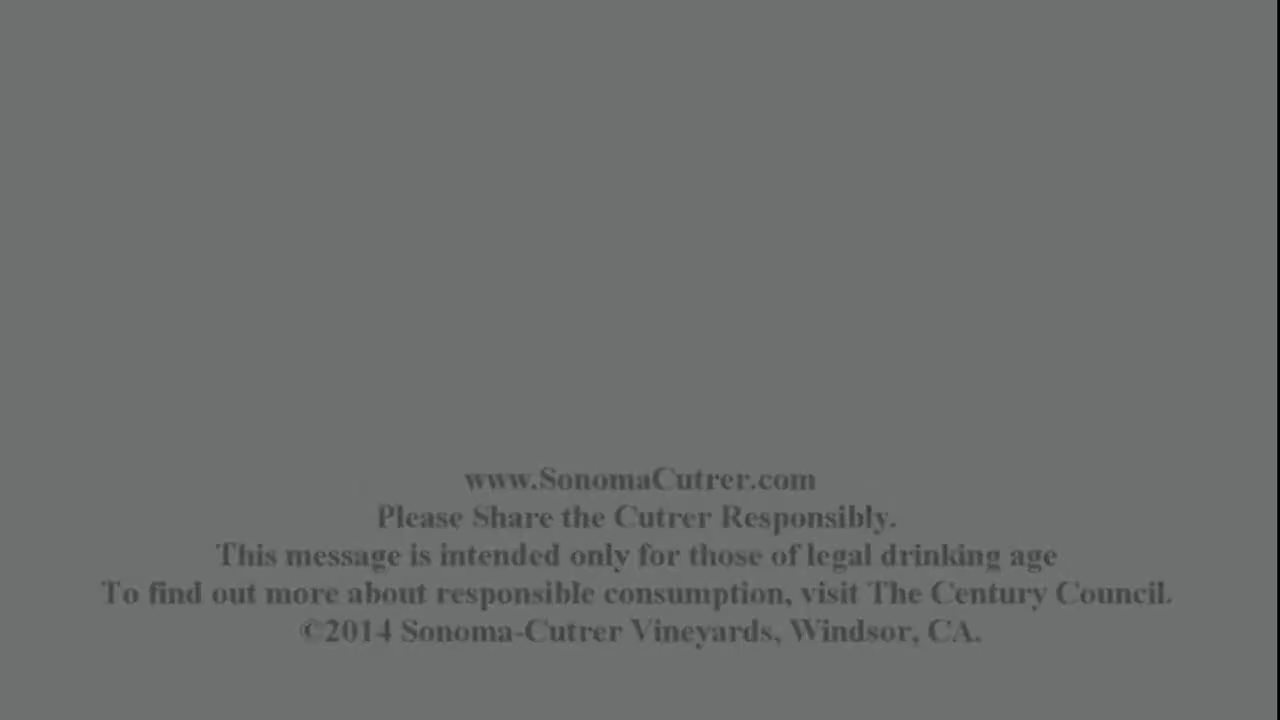 www.SonomaCutrer.com
Please Share the Cutrer Responsibly.
This message is intended only for those of legal drinking age
To find out more about responsible consumption, visit The Century Council.
©2014 Sonoma-Cutrer Vineyards, Windsor, CA.